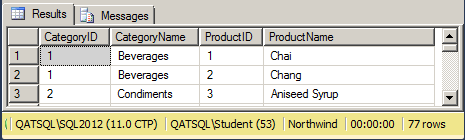 Results Messages
CategoryID CategoryName ProductID ProductName
1 1 Beverages 1 Chai
2 1 Beverages 2 Chang
3 2 Condiments 3 Aniseed Syrup
QATSQL\SQL2012 (11.0 CTP) QATSQL\Student (53) Northwind 00:00:00 77 rows